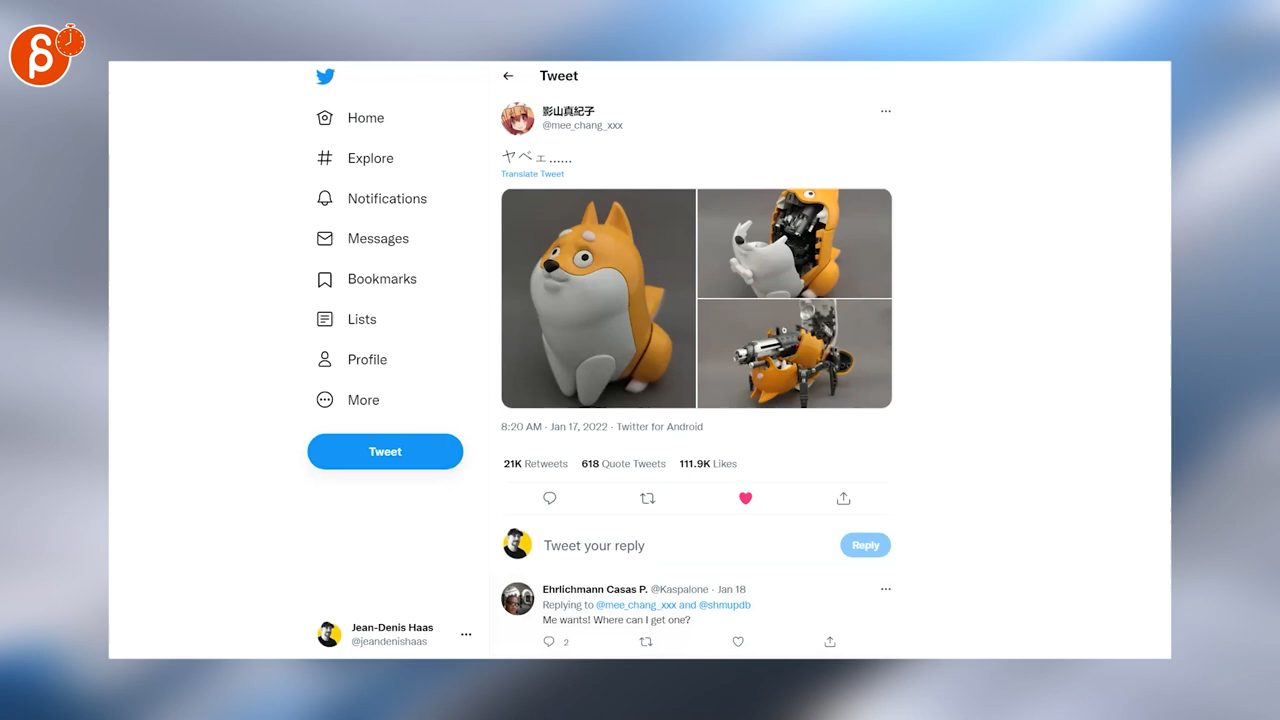 Tweet
影山真紀子
@mee_chang_xxx
Home
Explore
Notifications
Messages
Bookmarks
Lists
Profile
More
Tweet
Jean-Denis Haas
@jeandenishaas
ヤベェ......
Translate Tweet
8:20 AM · Jan 17, 2022 · Twitter for Android
21K Retweets 618 Quote Tweets 111.9K Likes
Tweet your reply
Reply
Ehrlichmann Casas P. @Kaspalone · Jan 18
Replying to @mee_chang_xxx and @shmupdb
Me wants! Where can I get one?
2